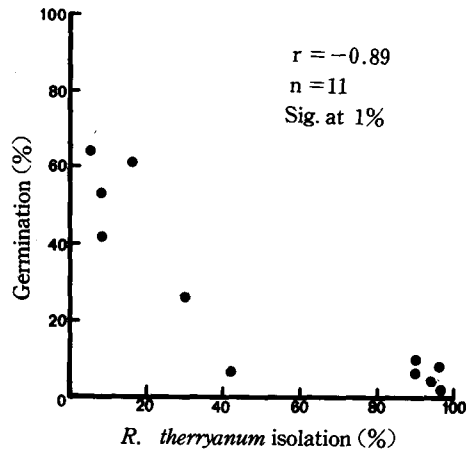 100
80
60
40
20
0
Germination (%)
r = -0.89
n = 11
Sig. at 1%
20
40
60
80
100
R. therryanum isolation (%)